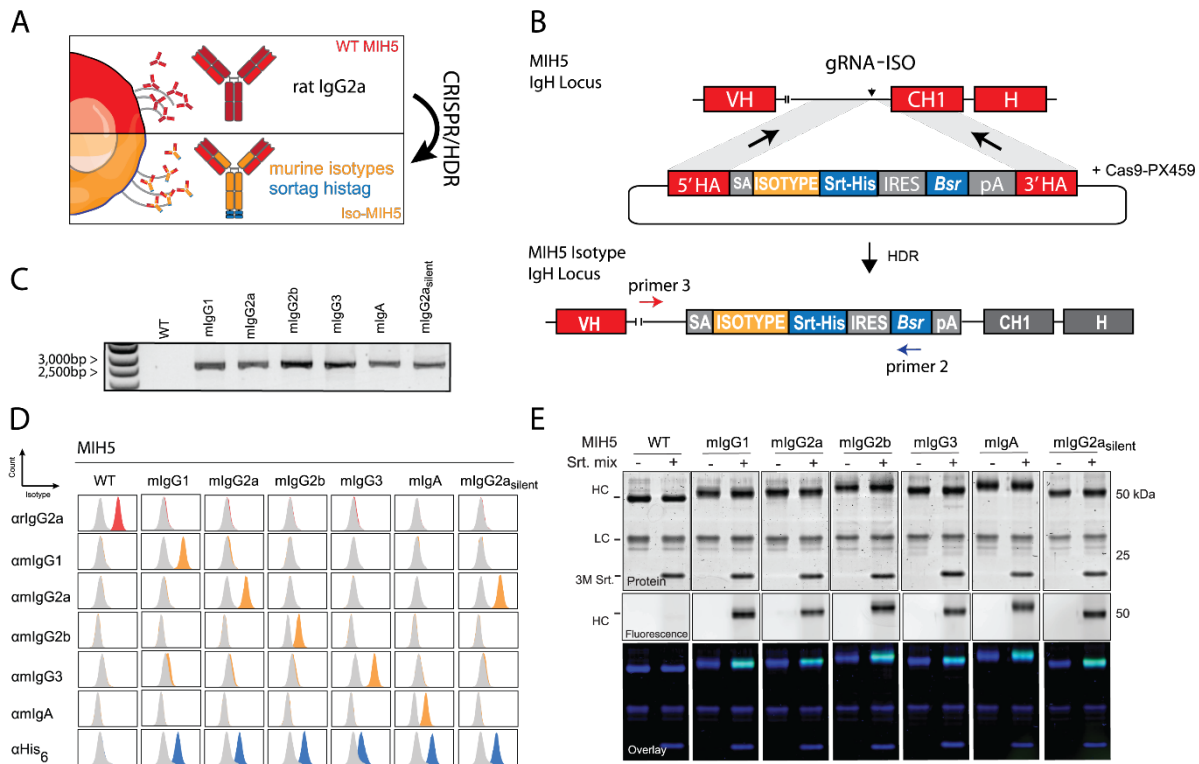 A
WT MIH5
rat IgG2a
murine isotypes
sortag histag
Iso-MIH5
CRISPR/HDR
B
MIH5
IgH Locus
gRNA-ISO
VH
CH1
H
5' HA
SA
ISOTYPE
Srt-His
IRES
Bsr
pA
3' HA
+ Cas9-PX459
HDR
MIH5 Isotype
IgH Locus
primer 3
VH
SA
ISOTYPE
Srt-His
IRES
Bsr
pA
CH1
H
primer 2
C
WT
mIgG1
mIgG2a
mIgG2b
mIgG3
mIgA
mIgG2asilent
3,000bp >
2,500bp >
D
MIH5
Count
Isotype
WT
mIgG1
mIgG2a
mIgG2b
mIgG3
mIgA
mIgG2asilent
αrIgG2a
αmIgG1
αmIgG2a
αmIgG2b
αmIgG3
αmIgA
αHis6
E
MIH5 WT mIgG1 mIgG2a mIgG2b mIgG3 mIgA mIgG2asilent
Srt. mix - + - + - + - + - + - + - +
HC
50 kDa
LC
25
3M Srt.
Protein
HC
50
Fluorescence
Overlay